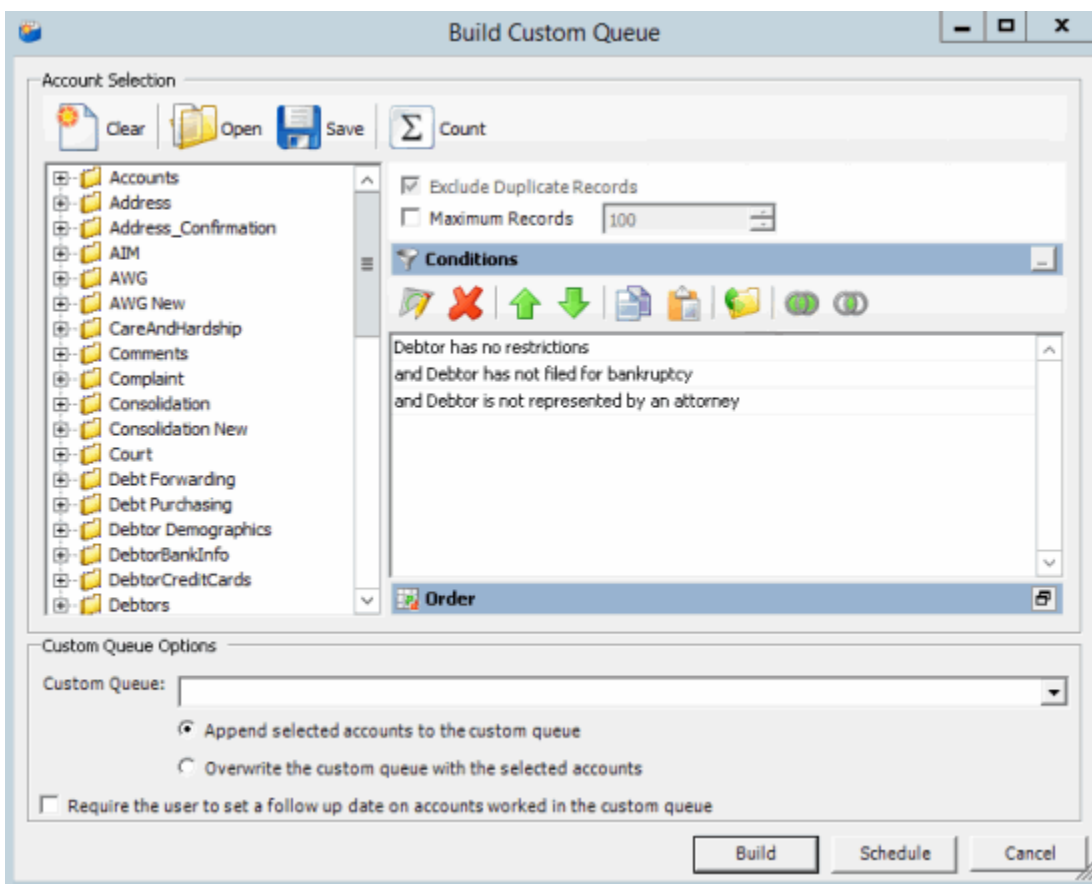 Build Custom Queue
Account Selection
Clear
Open
Save
Σ Count
Accounts
Address
Address_Confirmation
AIM
AWG
AWG New
CareAndHardship
Comments
Complaint
Consolidation
Consolidation New
Court
Debt Forwarding
Debt Purchasing
Debtor Demographics
DebtorBankInfo
DebtorCreditCards
Debtors
Exclude Duplicate Records
Maximum Records 100
Conditions
Debtor has no restrictions
and Debtor has not filed for bankruptcy
and Debtor is not represented by an attorney
Order
Custom Queue Options
Custom Queue:
Append selected accounts to the custom queue
Overwrite the custom queue with the selected accounts
Require the user to set a follow up date on accounts worked in the custom queue
Build
Schedule
Cancel